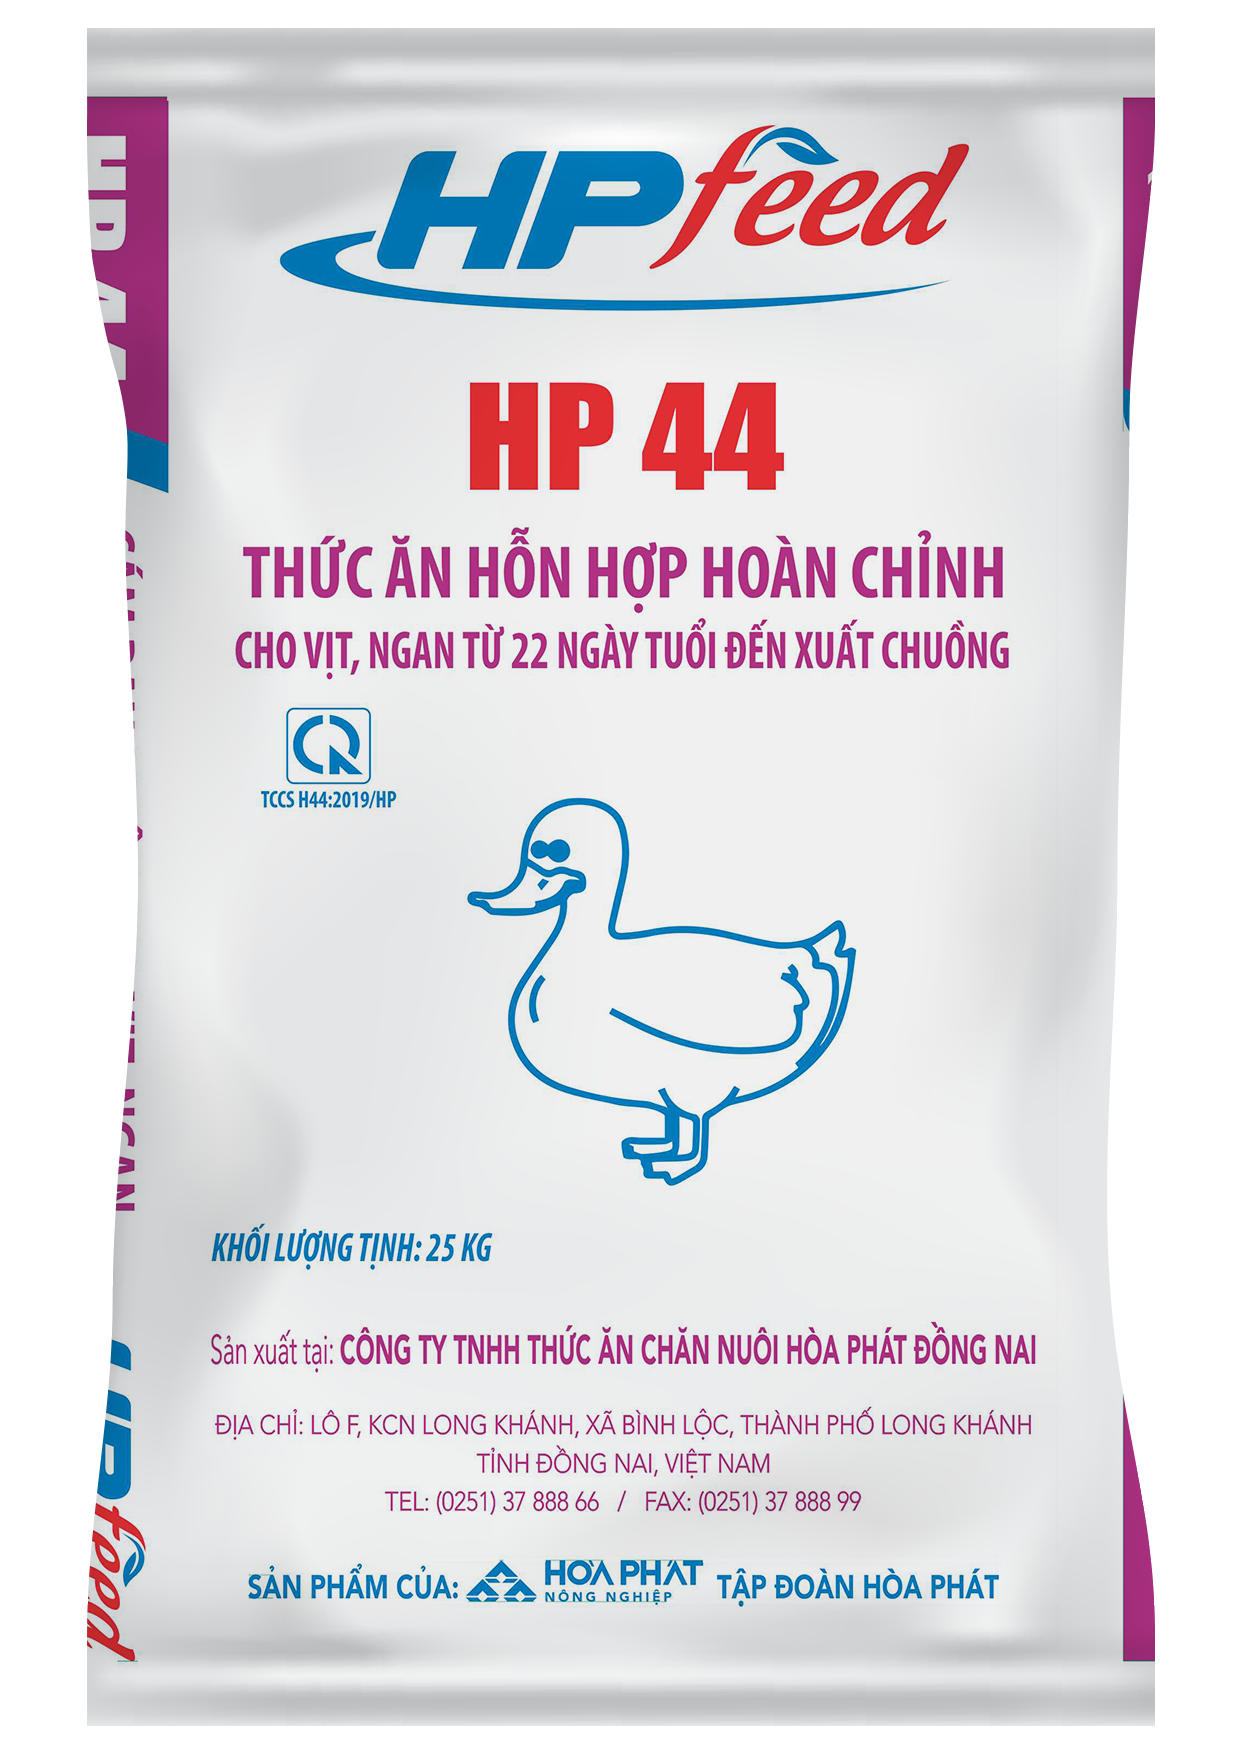 HPfeed
HP 44
THỨC ĂN HỖN HỢP HOÀN CHỈNH
CHO VỊT, NGAN TỪ 22 NGÀY TUỔI ĐẾN XUẤT CHUỒNG
CR
TCCS H44:2019/HP
KHỐI LƯỢNG TỊNH: 25 KG
Sản xuất tại: CÔNG TY TNHH THỨC ĂN CHĂN NUÔI HÒA PHÁT ĐỒNG NAI
ĐỊA CHỈ: LÔ F, KCN LONG KHÁNH, XÃ BÌNH LỘC, THÀNH PHỐ LONG KHÁNH
TỈNH ĐỒNG NAI, VIỆT NAM
TEL: (0251) 37 888 66 / FAX: (0251) 37 888 99
SẢN PHẨM CỦA: HÒA PHÁT TẬP ĐOÀN HÒA PHÁT
NÔNG NGHIỆP
HPfeed